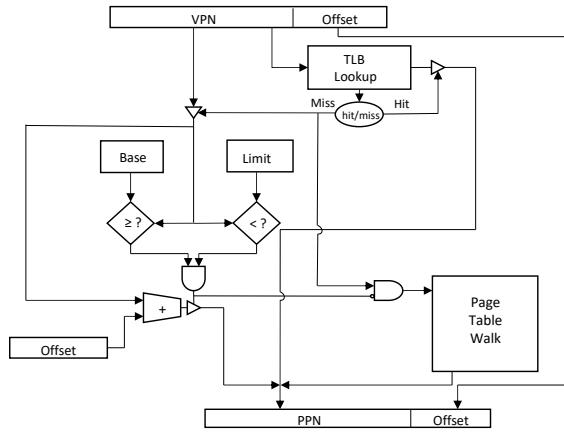 VPN Offset
TLB
Lookup
Miss hit/miss Hit
Base Limit
≥ ? < ?
+
Page
Table
Walk
Offset
PPN Offset